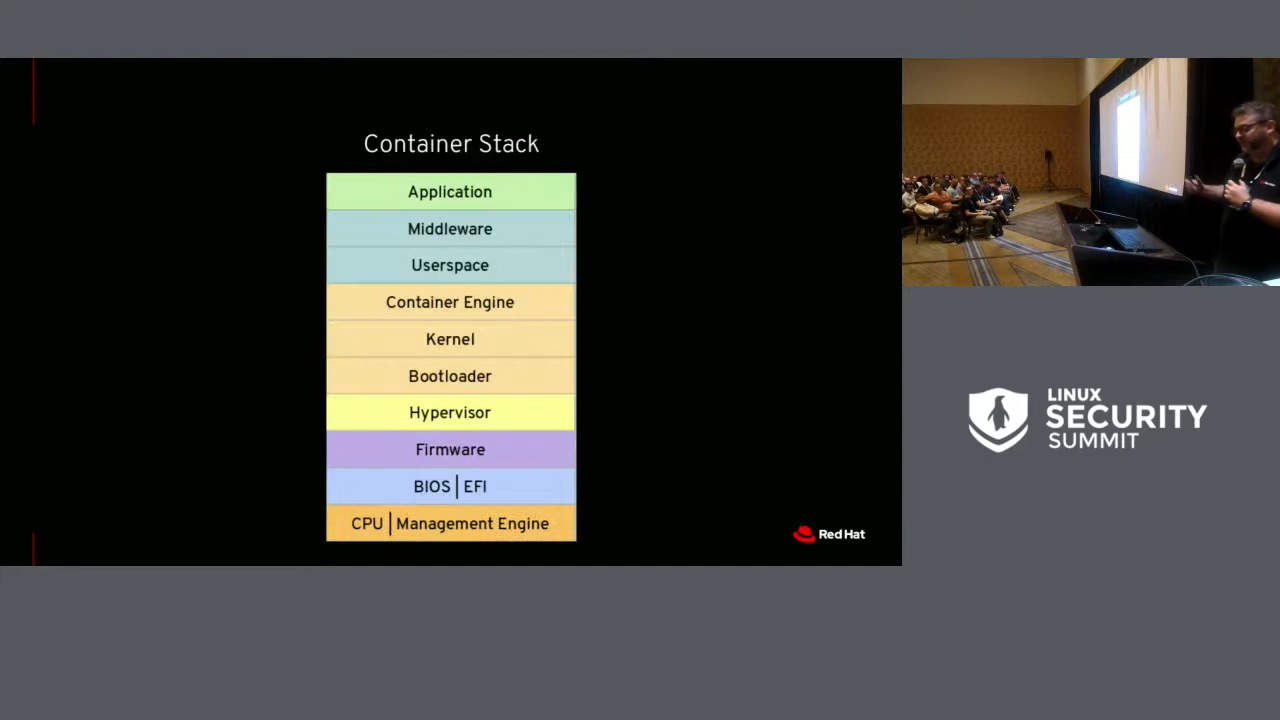 Container Stack
Application
Middleware
Userspace
Container Engine
Kernel
Bootloader
Hypervisor
Firmware
BIOS | EFI
CPU | Management Engine
Red Hat
LINUX
SECURITY
SUMMIT